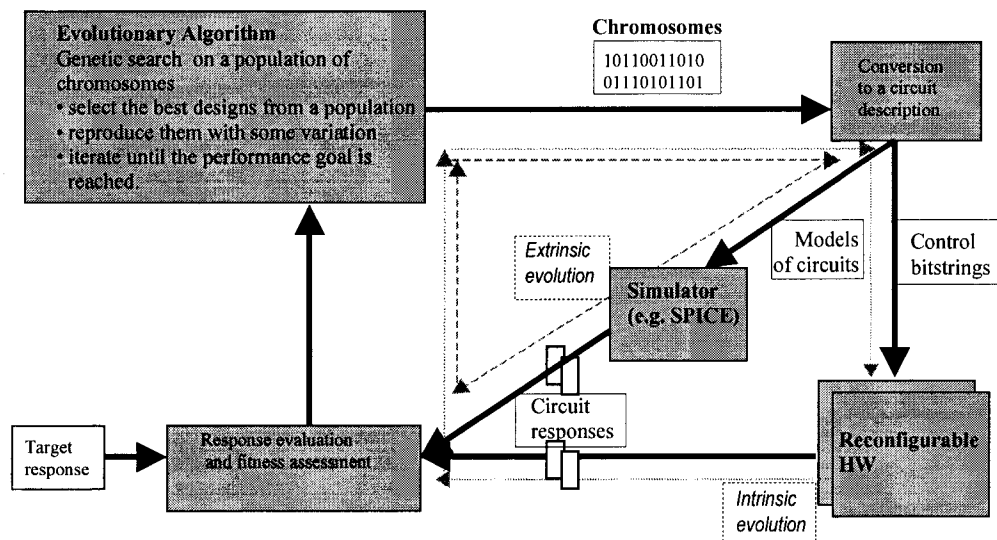 Evolutionary Algorithm
Genetic search on a population of
chromosomes
• select the best designs from a population
• reproduce them with some variation
• iterate until the performance goal is
reached.
Chromosomes
10110011010
01110101101
Conversion
to a circuit
description
Models
of circuits
Control
bitstrings
Extrinsic
evolution
Simulator
(e.g. SPICE)
Circuit
responses
Target
response
Response evaluation
and fitness assessment
Reconfigurable
HW
Intrinsic
evolution